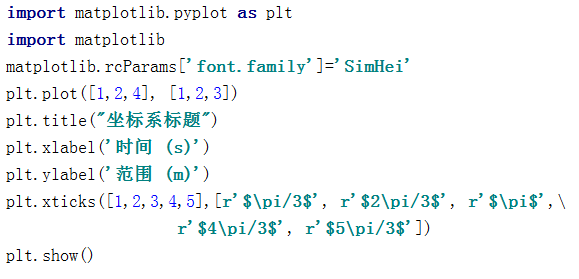 import matplotlib.pyplot as plt
import matplotlib
matplotlib.rcParams['font.family']='SimHei'
plt.plot([1,2,4], [1,2,3])
plt.title("坐标系标题")
plt.xlabel('时间 (s)')
plt.ylabel('范围 (m)')
plt.xticks([1,2,3,4,5],[r'$\pi/3$', r'$2\pi/3$', r'$\pi$',\
r'$4\pi/3$', r'$5\pi/3$'])
plt.show()